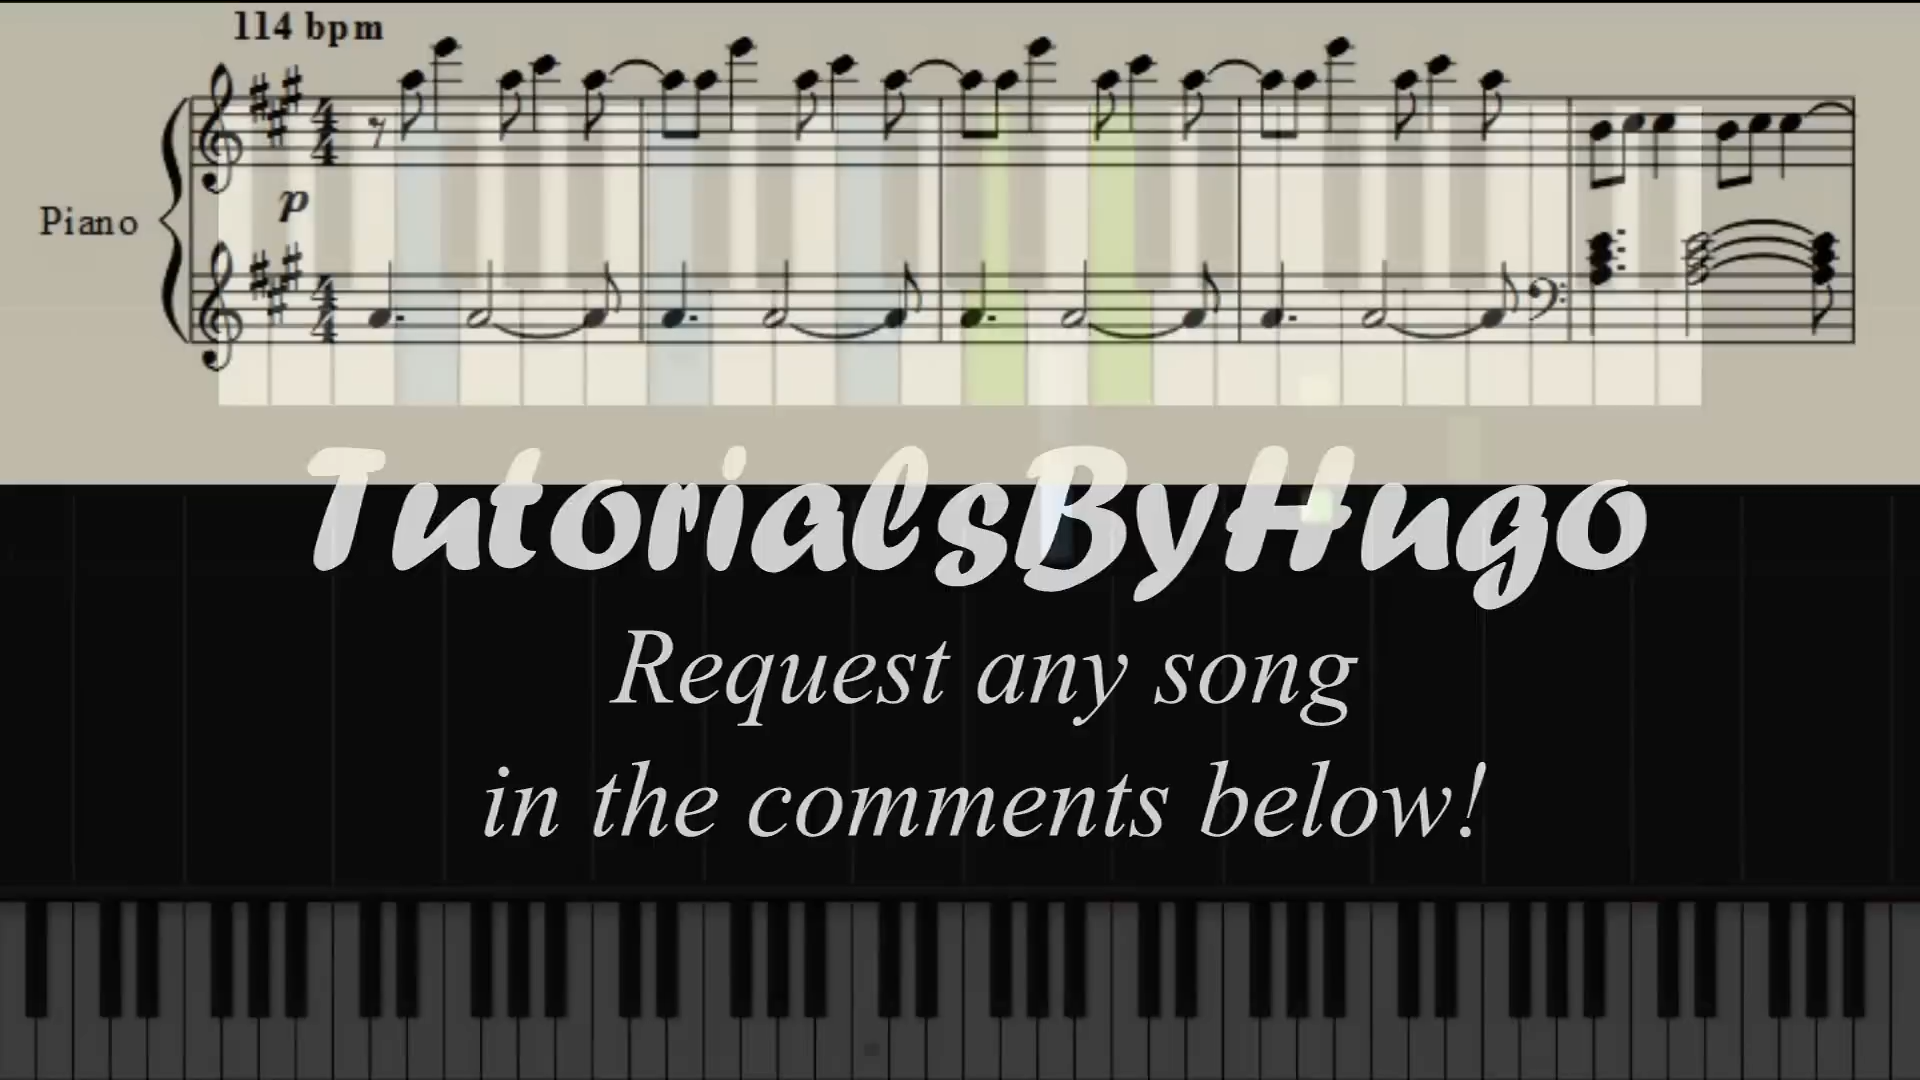 114 bpm
Piano
p
TutorialsByHugo
Request any song
in the comments below!